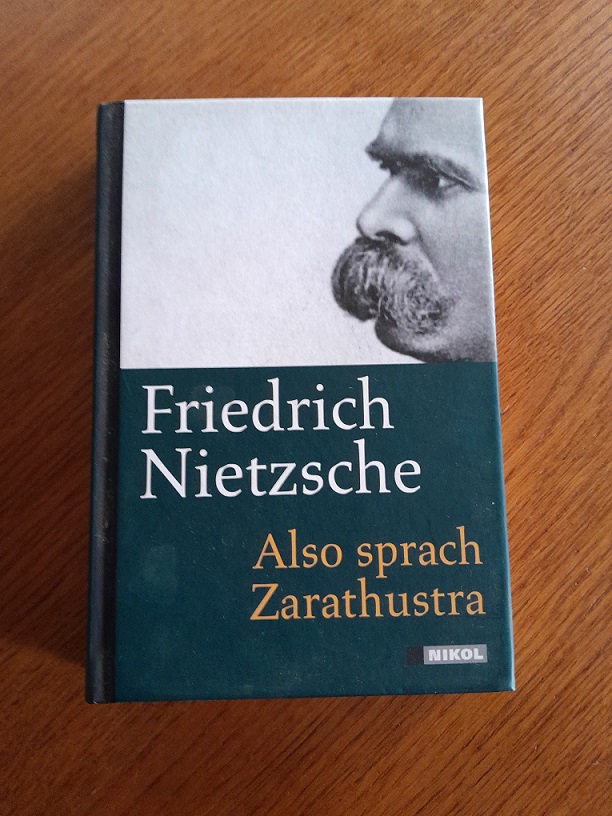 Friedrich
Nietzsche
Also sprach
Zarathustra
NIKOL